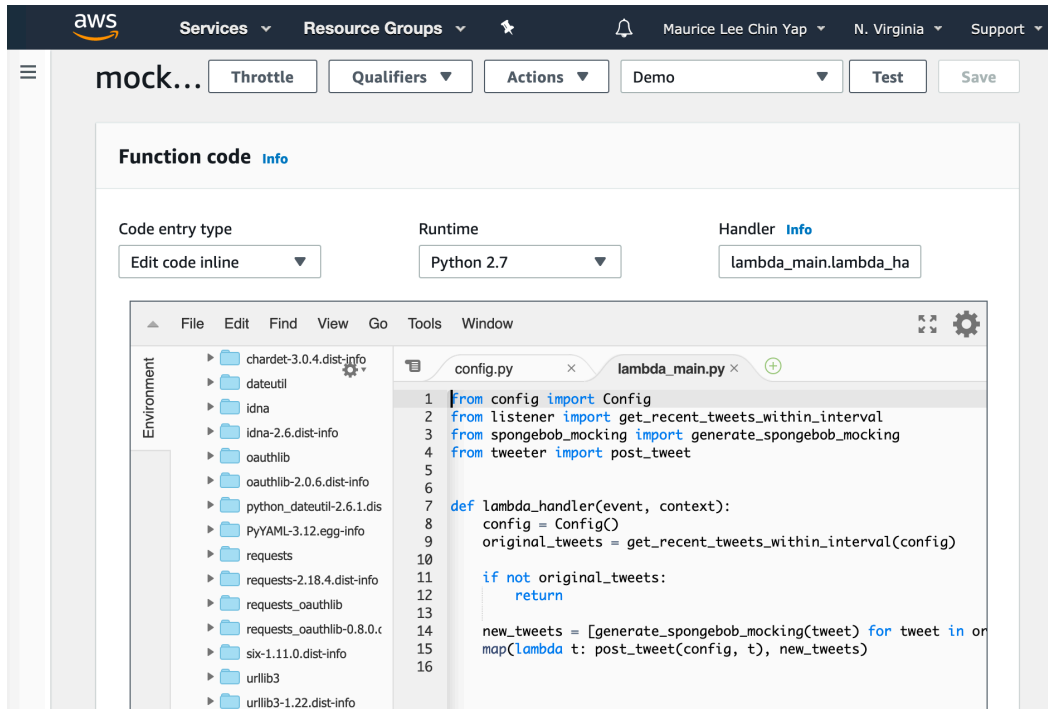 aws Services Resource Groups Maurice Lee Chin Yap N. Virginia Support
mock... Throttle Qualifiers Actions Demo Test Save
Function code Info
Code entry type Runtime Handler Info
Edit code inline Python 2.7 lambda_main.lambda_ha
File Edit Find View Go Tools Window
Environment
chardet-3.0.4.dist-info
dateutil
idna
idna-2.6.dist-info
oauthlib
oauthlib-2.0.6.dist-info
python_dateutil-2.6.1.dis
PyYAML-3.12.egg-info
requests
requests-2.18.4.dist-info
requests_oauthlib
requests_oauthlib-0.8.0.c
six-1.11.0.dist-info
urllib3
urllib3-1.22.dist-info
config.py lambda_main.py
1 from config import Config
2 from listener import get_recent_tweets_within_interval
3 from spongebob_mocking import generate_spongebob_mocking
4 from tweeter import post_tweet
5
6
7 def lambda_handler(event, context):
8     config = Config()
9     original_tweets = get_recent_tweets_within_interval(config)
10
11     if not original_tweets:
12         return
13
14     new_tweets = [generate_spongebob_mocking(tweet) for tweet in or
15     map(lambda t: post_tweet(config, t), new_tweets)
16